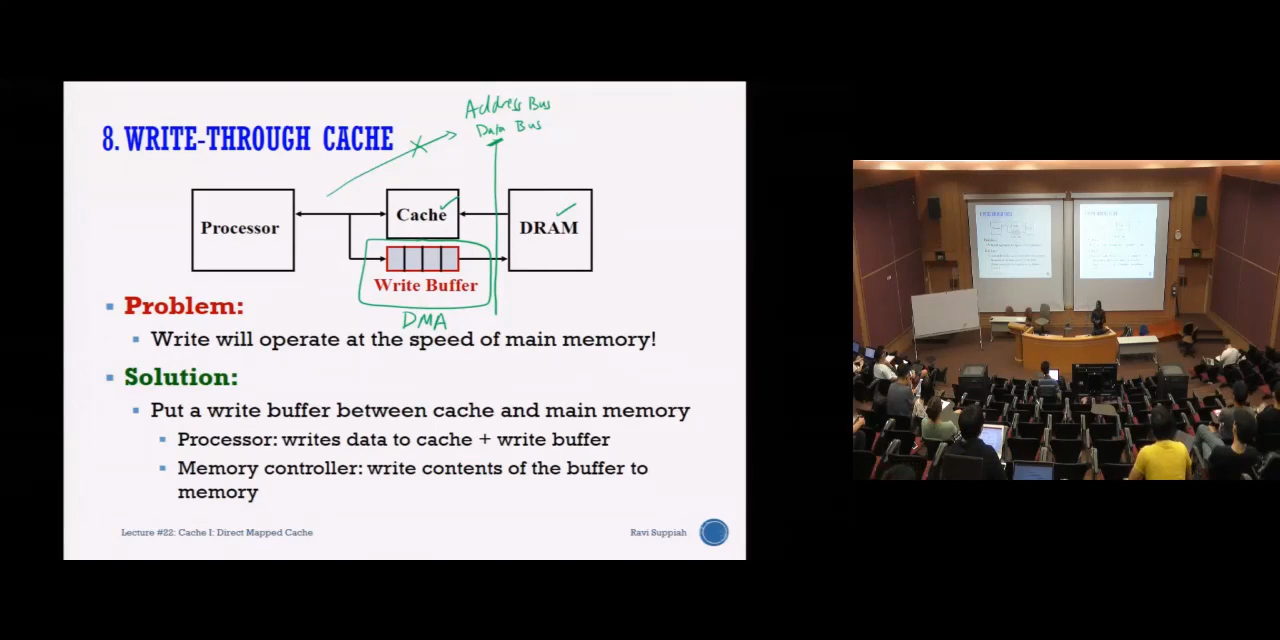 Address Bus
Data Bus
8. WRITE-THROUGH CACHE
Processor
Cache
DRAM
Write Buffer
DMA
Problem:
Write will operate at the speed of main memory!
Solution:
Put a write buffer between cache and main memory
Processor: writes data to cache + write buffer
Memory controller: write contents of the buffer to
memory
Lecture #22: Cache I: Direct Mapped Cache
Ravi Suppiah